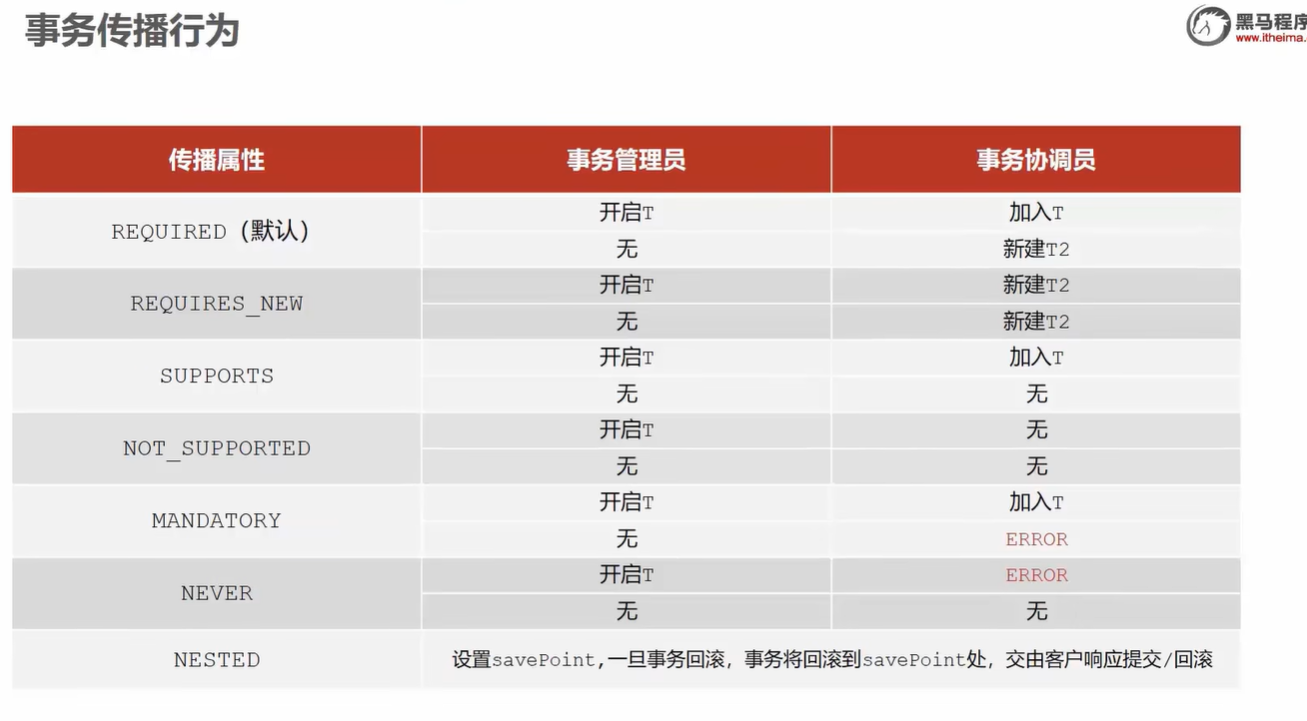 事务传播行为
黑马程序
www.itheima.
传播属性 事务管理员 事务协调员
REQUIRED（默认） 开启T 加入T
无 新建T2
REQUIRES_NEW 开启T 新建T2
无 新建T2
SUPPORTS 开启T 加入T
无 无
NOT_SUPPORTED 开启T 无
无 无
MANDATORY 开启T 加入T
无 ERROR
NEVER 开启T ERROR
无 无
NESTED 设置savePoint,一旦事务回滚，事务将回滚到savePoint处，交由客户响应提交/回滚